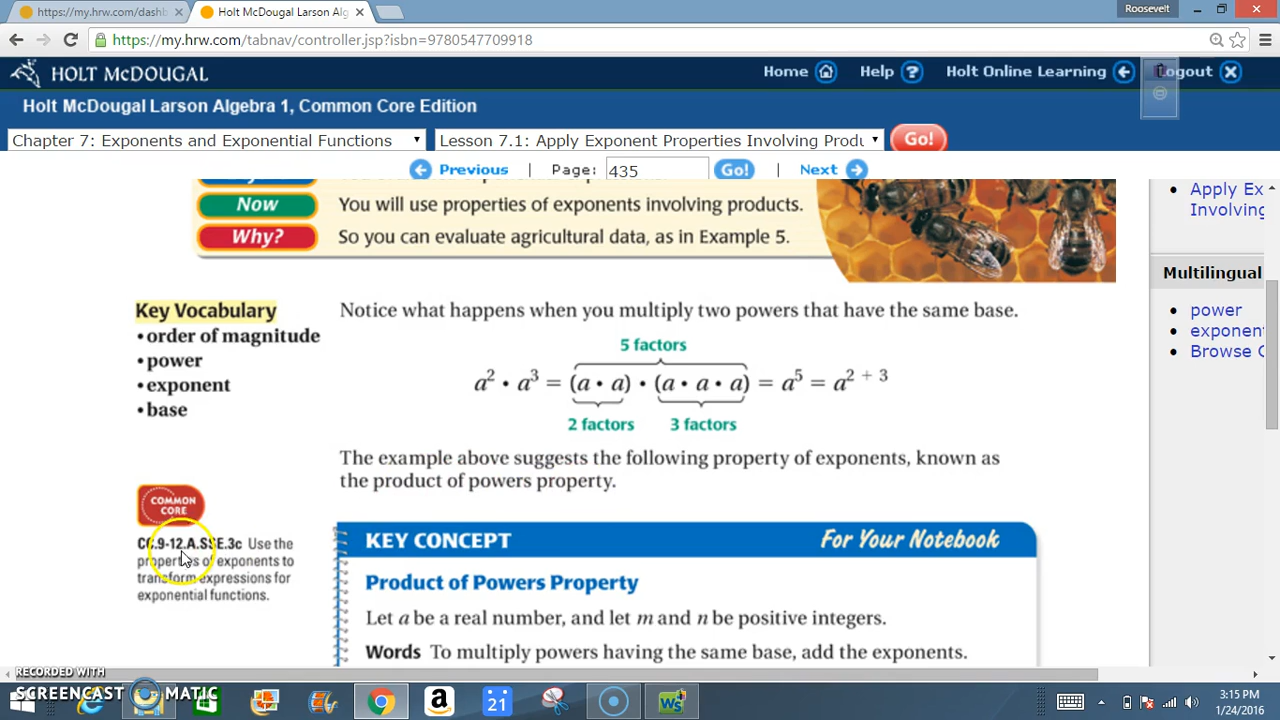 https://my.hrw.com/dashb
Holt McDougal Larson Alg
Roosevelt
https://my.hrw.com/tabnav/controller.jsp?isbn=9780547709918
HOLT McDOUGAL
Home
Help
Holt Online Learning
Logout
Holt McDougal Larson Algebra 1, Common Core Edition
Chapter 7: Exponents and Exponential Functions
Lesson 7.1: Apply Exponent Properties Involving Produ
Go!
Previous | Page: 435 Go! | Next
Now You will use properties of exponents involving products.
Why? So you can evaluate agricultural data, as in Example 5.
Apply Ex
Involving
Multilingual
• power
• exponen
• Browse
Key Vocabulary
• order of magnitude
• power
• exponent
• base
Notice what happens when you multiply two powers that have the same base.
5 factors
a² • a³ = (a • a) • (a • a • a) = a⁵ = a² ⁺ ³
2 factors 3 factors
The example above suggests the following property of exponents, known as
the product of powers property.
COMMON
CORE
CC.9-12.A.SSE.3c Use the
properties of exponents to
transform expressions for
exponential functions.
KEY CONCEPT For Your Notebook
Product of Powers Property
Let a be a real number, and let m and n be positive integers.
Words To multiply powers having the same base, add the exponents.
RECORDED WITH
SCREENCAST MATIC
21
3:15 PM
1/24/2016